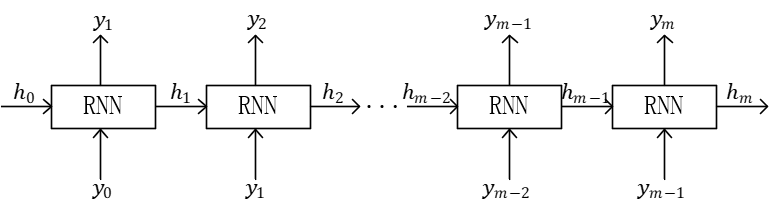 y₁ y₂ yₘ₋₁ yₘ
h₀ RNN h₁ RNN h₂ ··· hₘ₋₂ RNN hₘ₋₁ RNN hₘ
y₀ y₁ yₘ₋₂ yₘ₋₁